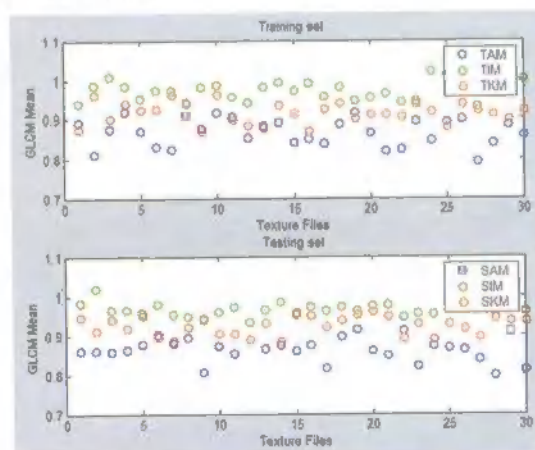 Training set
1.1
1
0.9
0.8
0.7
GLCM Mean
TAM
TIM
TKM
0 5 10 15 20 25 30
Texture Files
Testing set
1.1
1
0.9
0.8
0.7
GLCM Mean
SAM
SIM
SKM
0 5 10 15 20 25 30
Texture Files